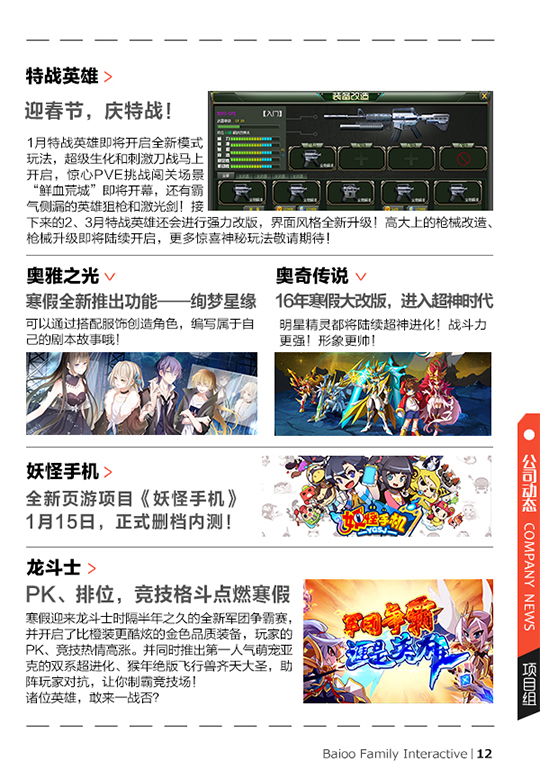 特战英雄 >
迎春节，庆特战！
装备改造
【入门】
1月特战英雄即将开启全新模式
玩法，超级生化和刺激刀战马上
开启，惊心PVE挑战闯关场景
“鲜血荒城”即将开幕，还有霸
气侧漏的英雄狙枪和激光剑！接
下来的2、3月特战英雄还会进行强力改版，界面风格全新升级！高大上的枪械改造、
枪械升级即将陆续开启，更多惊喜神秘玩法敬请期待！
奥雅之光
寒假全新推出功能——绚梦星缘
可以通过搭配服饰创造角色，编写属于自
己的剧本故事哦！
奥奇传说
16年寒假大改版，进入超神时代
明星精灵都将陆续超神进化！战斗力
更强！形象更帅！
妖怪手机 >
全新页游项目《妖怪手机》
1月15日，正式删档内测！
妖怪手机
YGSJ
龙斗士 >
PK、排位，竞技格斗点燃寒假
寒假迎来龙斗士时隔半年之久的全新军团争霸赛，
并开启了比橙装更酷炫的金色品质装备，玩家的
PK、竞技热情高涨。并同时推出第一人气萌宠亚
克的双系超进化、猴年绝版飞行兽齐天大圣，助
阵玩家对抗，让你制霸竞技场！
诸位英雄，敢来一战否？
军团争霸
谁是英雄
公司动态 COMPANY NEWS
项目组
Baioo Family Interactive | 12